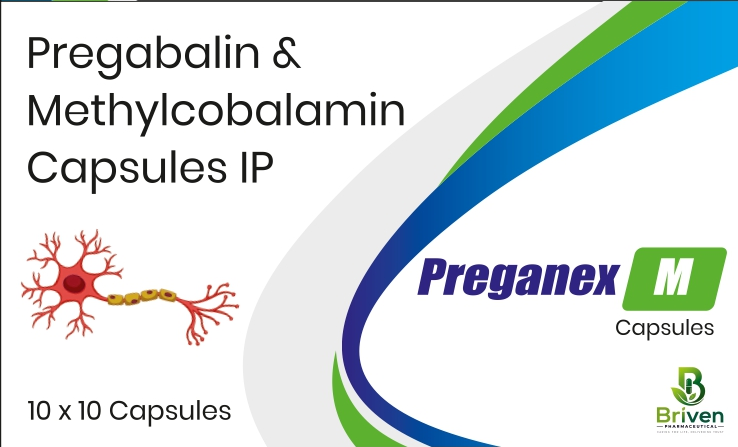 Pregabalin &
Methylcobalamin
Capsules IP
Preganex M
Capsules
10 x 10 Capsules
Briven
PHARMACEUTICAL